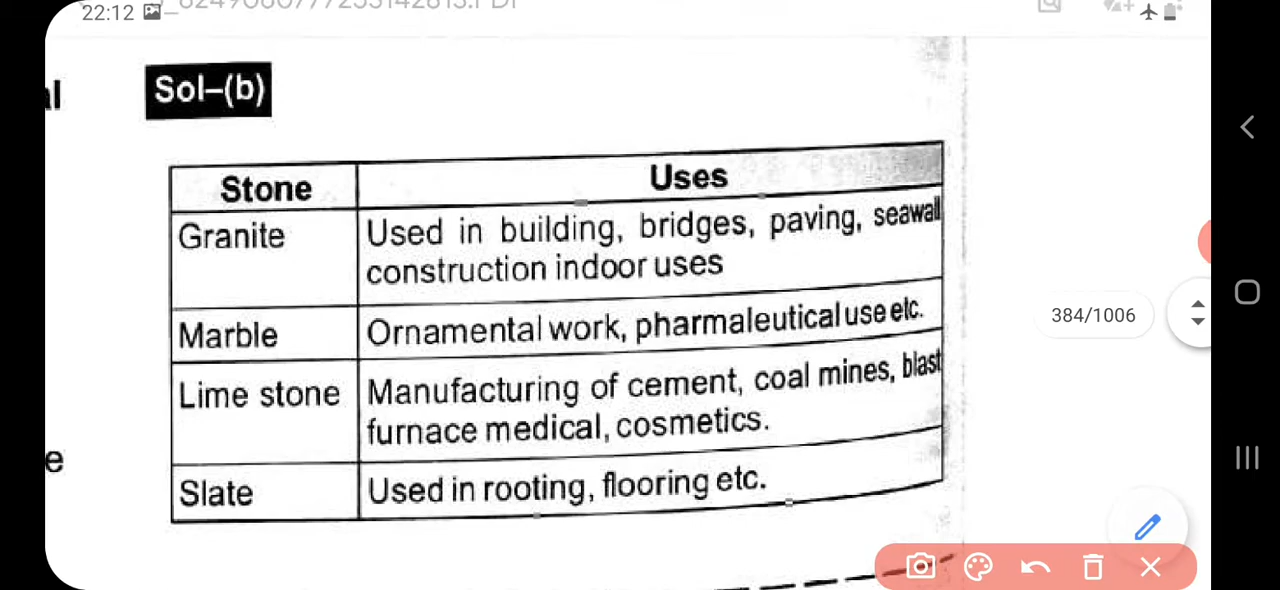 22:12
al
Sol–(b)
Stone Uses
Granite Used in building, bridges, paving, seawall
construction indoor uses
Marble Ornamental work, pharmaleutical use etc.
384/1006
Lime stone Manufacturing of cement, coal mines, blast
furnace medical, cosmetics.
e
Slate Used in rooting, flooring etc.